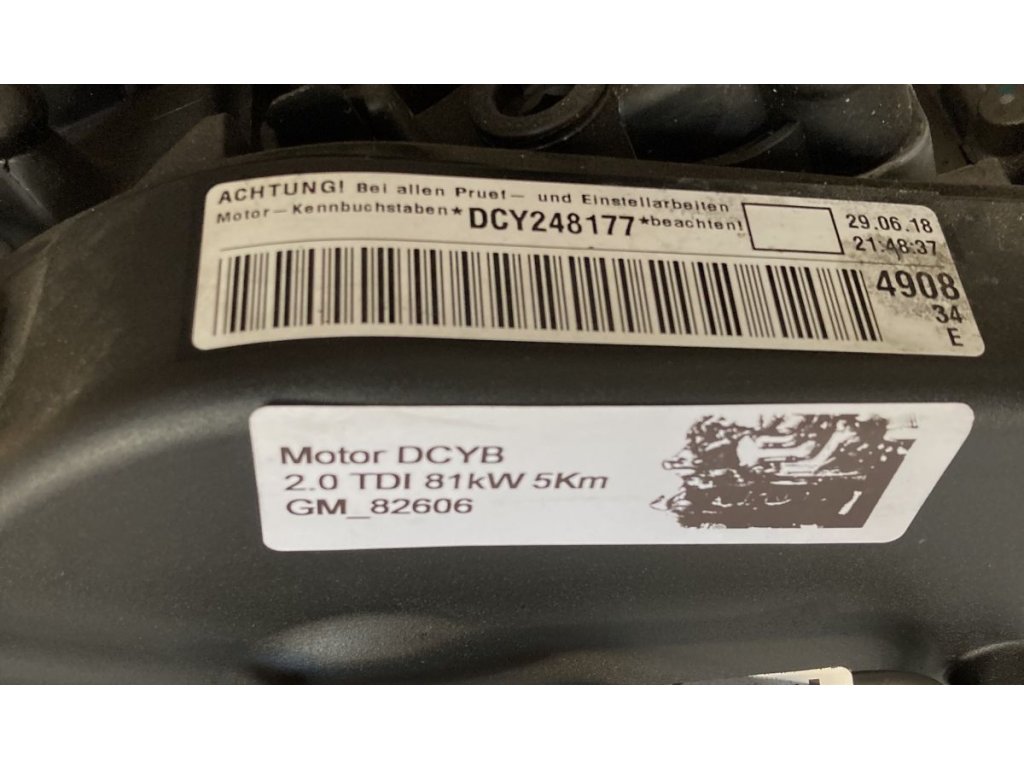 ACHTUNG! Bei allen Pruef- und Einstellarbeiten
Motor-Kennbuchstaben*DCY248177*beachten!
29.06.18
21:48:37
4908
34
E
Motor DCYB
2.0 TDI 81kW 5Km
GM_82606